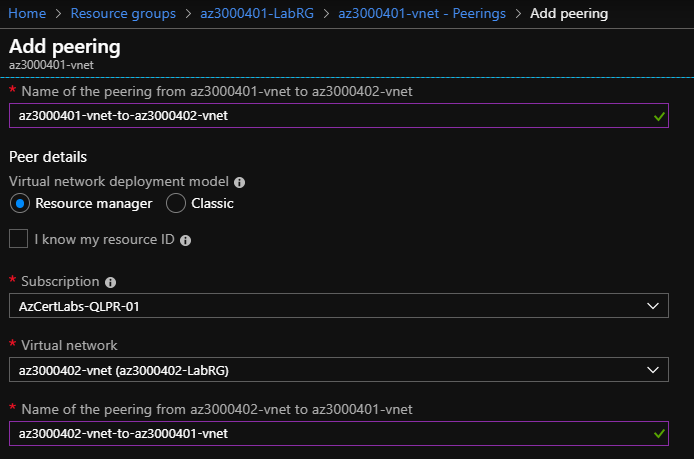 Home > Resource groups > az3000401-LabRG > az3000401-vnet - Peerings > Add peering
Add peering
az3000401-vnet
* Name of the peering from az3000401-vnet to az3000402-vnet
az3000401-vnet-to-az3000402-vnet
Peer details
Virtual network deployment model
Resource manager Classic
I know my resource ID
* Subscription
AzCertLabs-QLPR-01
* Virtual network
az3000402-vnet (az3000402-LabRG)
* Name of the peering from az3000402-vnet to az3000401-vnet
az3000402-vnet-to-az3000401-vnet